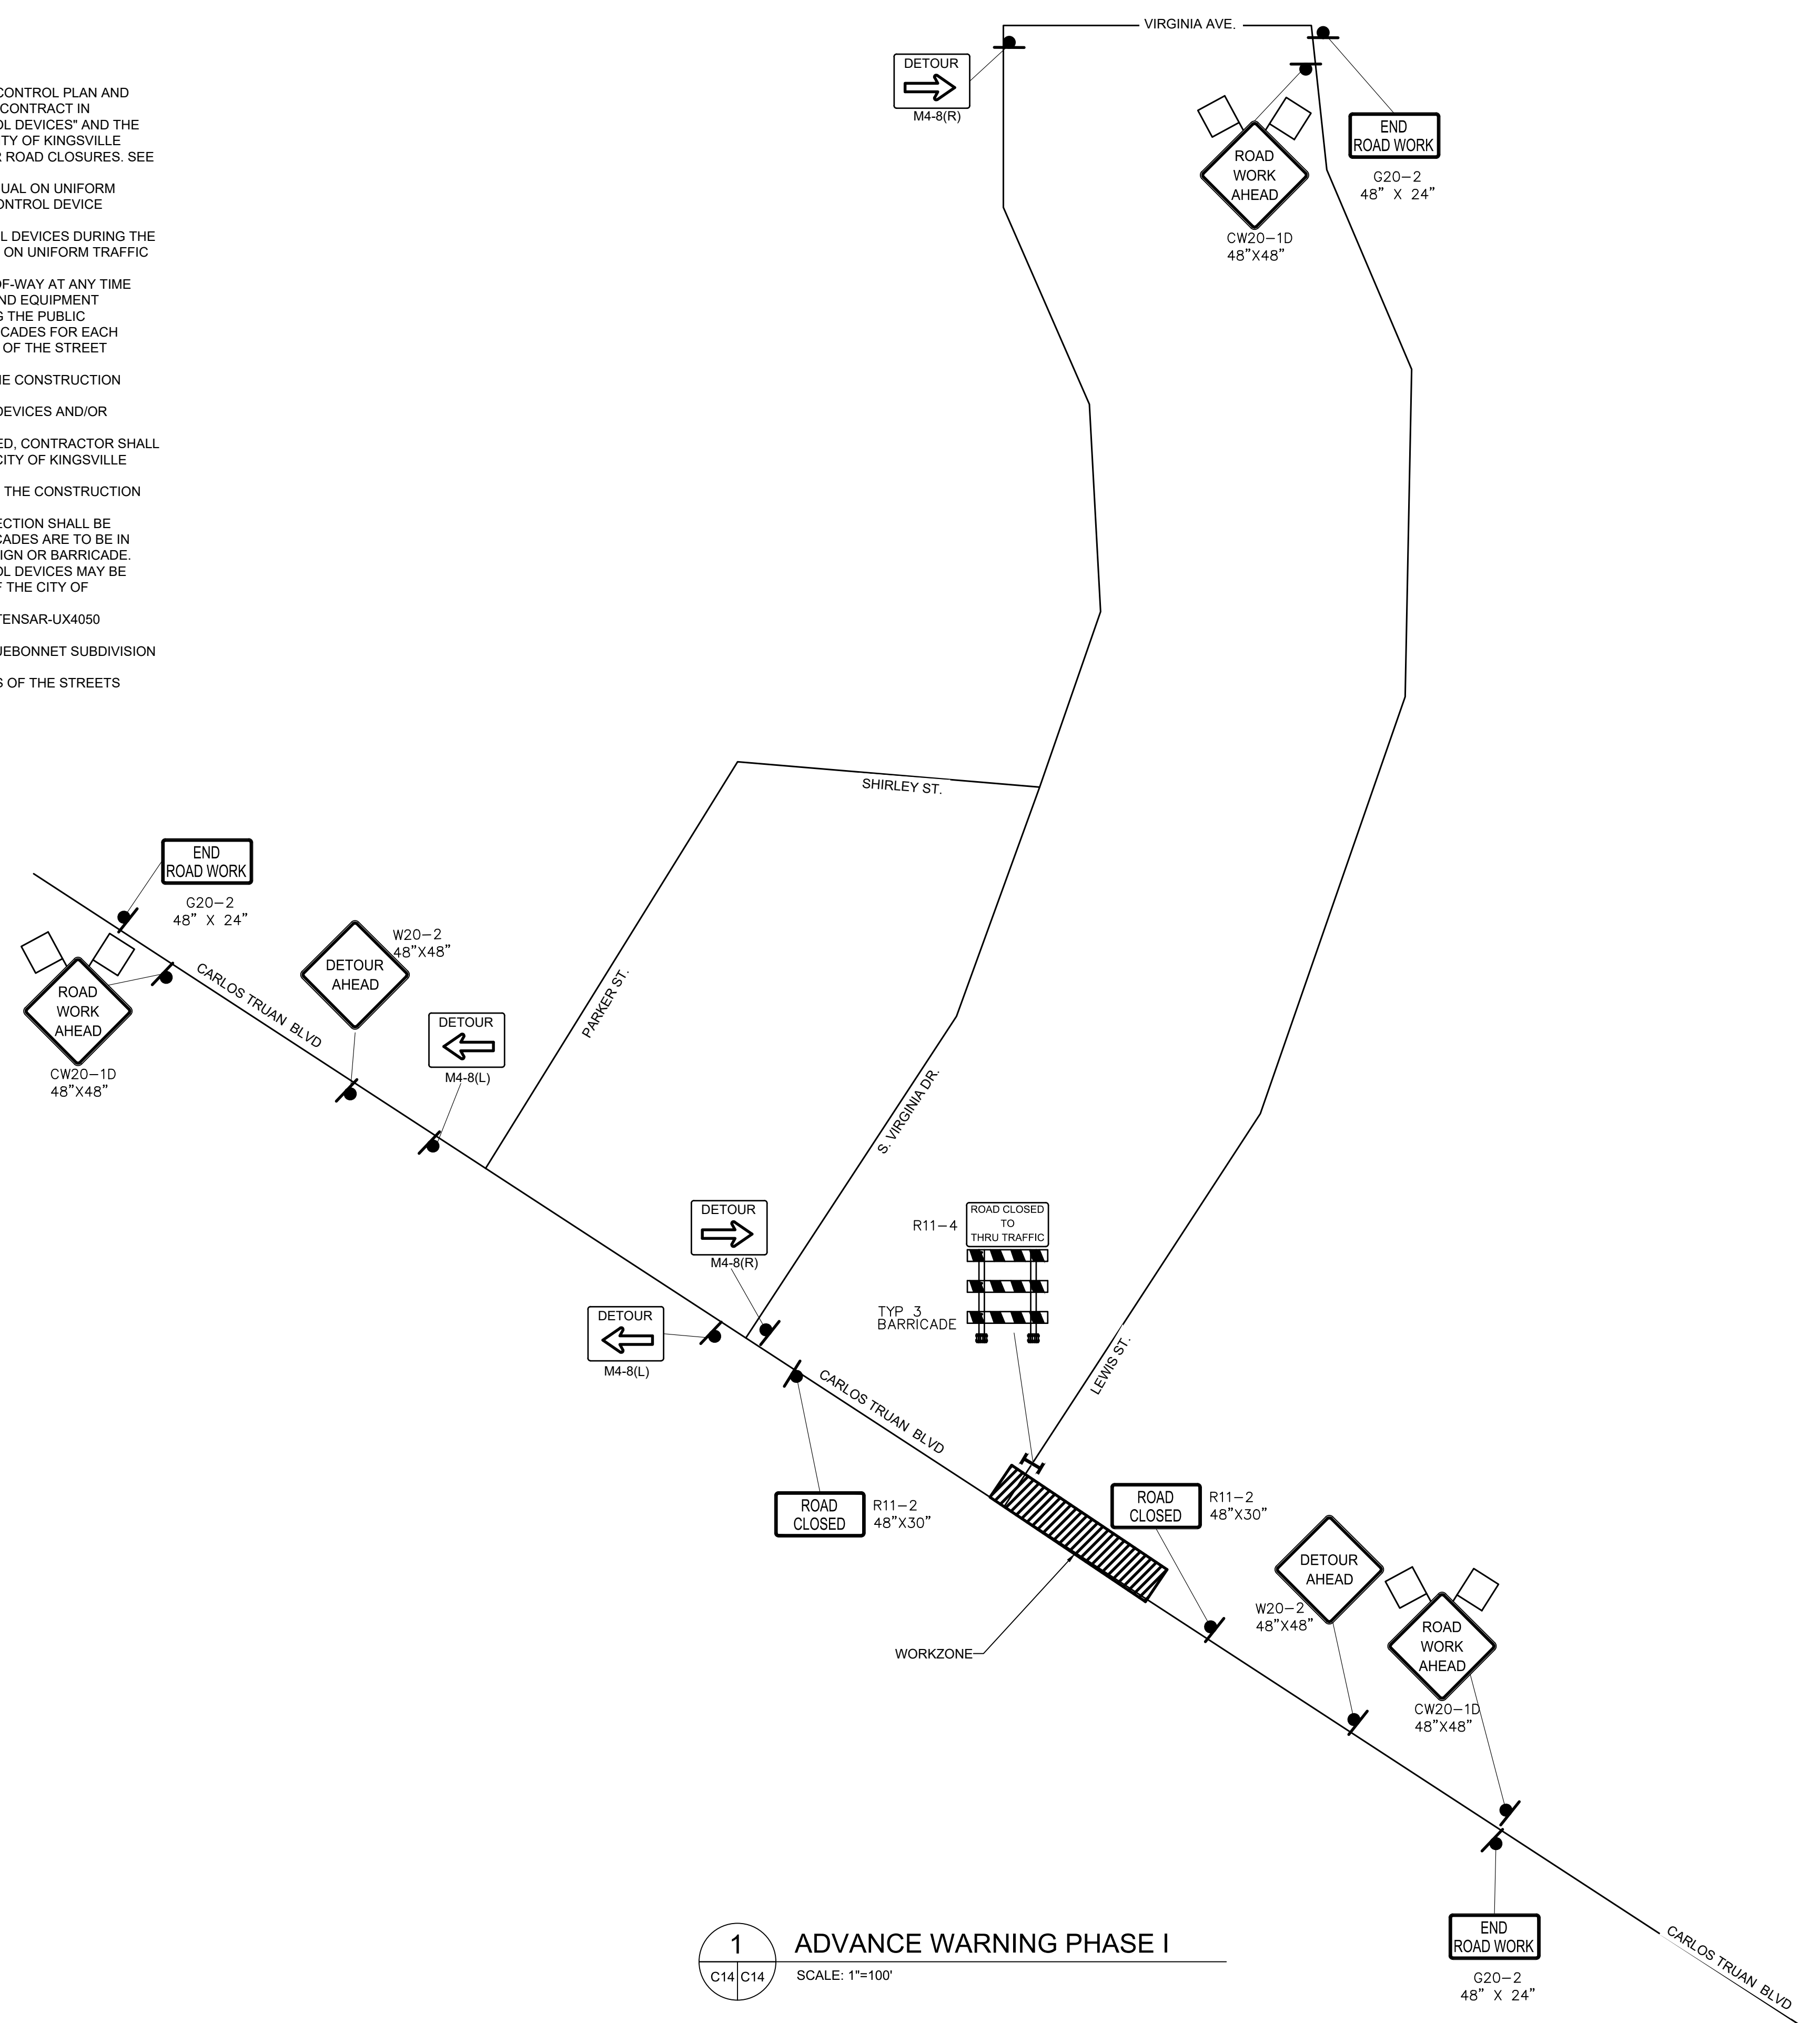 CONTROL PLAN AND
CONTRACT IN
OL DEVICES" AND THE
TY OF KINGSVILLE
R ROAD CLOSURES. SEE
UAL ON UNIFORM
ONTROL DEVICE
L DEVICES DURING THE
ON UNIFORM TRAFFIC
OF-WAY AT ANY TIME
ND EQUIPMENT
G THE PUBLIC
CADES FOR EACH
OF THE STREET
HE CONSTRUCTION
DEVICES AND/OR
ED, CONTRACTOR SHALL
CITY OF KINGSVILLE
THE CONSTRUCTION
ECTION SHALL BE
CADES ARE TO BE IN
IGN OR BARRICADE.
OL DEVICES MAY BE
F THE CITY OF
TENSAR-UX4050
UEBONNET SUBDIVISION
S OF THE STREETS
VIRGINIA AVE.
DETOUR
M4-8(R)
END
ROAD WORK
G20-2
48" X 24"
ROAD
WORK
AHEAD
CW20-1D
48"X48"
SHIRLEY ST.
END
ROAD WORK
G20-2
48" X 24"
W20-2
48"X48"
DETOUR
AHEAD
ROAD
WORK
AHEAD
CW20-1D
48"X48"
CARLOS TRUAN BLVD
DETOUR
M4-8(L)
PARKER ST.
S. VIRGINIA DR.
DETOUR
M4-8(R)
DETOUR
M4-8(L)
R11-4
ROAD CLOSED
TO
THRU TRAFFIC
TYP 3
BARRICADE
LEWIS ST.
CARLOS TRUAN BLVD
ROAD
CLOSED
R11-2
48"X30"
ROAD
CLOSED
R11-2
48"X30"
DETOUR
AHEAD
W20-2
48"X48"
ROAD
WORK
AHEAD
CW20-1D
48"X48"
WORKZONE
END
ROAD WORK
G20-2
48" X 24"
CARLOS TRUAN BLVD
1
C14 C14
ADVANCE WARNING PHASE I
SCALE: 1"=100'